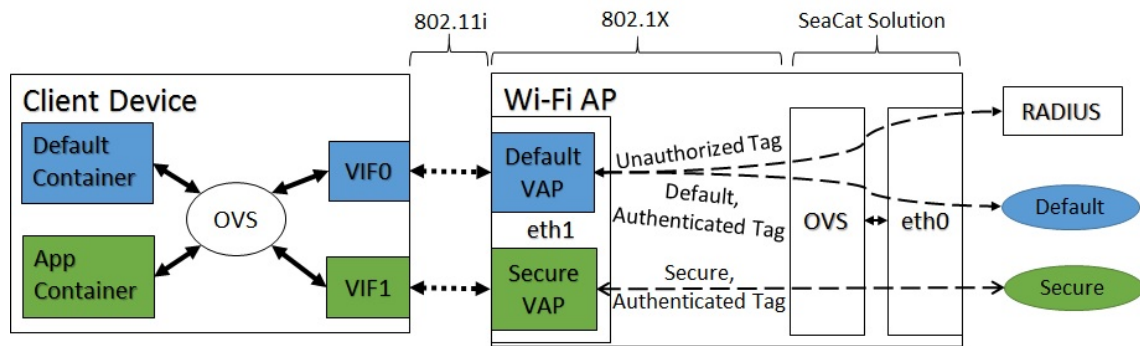 802.11i
802.1X
SeaCat Solution
Client Device
Default
Container
App
Container
OVS
VIF0
VIF1
Wi-Fi AP
Default
VAP
eth1
Secure
VAP
Unauthorized Tag
Default,
Authenticated Tag
Secure,
Authenticated Tag
OVS
eth0
RADIUS
Default
Secure